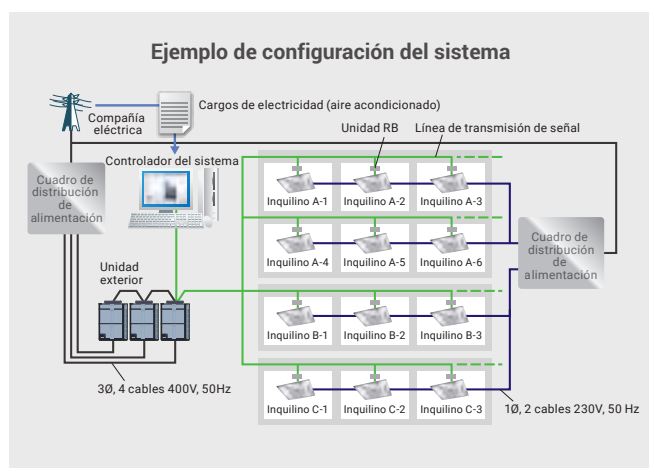 Ejemplo de configuración del sistema
Compañía
eléctrica
Cargos de electricidad (aire acondicionado)
Unidad RB
Línea de transmisión de señal
Controlador del sistema
Cuadro de
distribución
de
alimentación
Inquilino A-1
Inquilino A-2
Inquilino A-3
Inquilino A-4
Inquilino A-5
Inquilino A-6
Cuadro de
distribución
de
alimentación
Unidad
exterior
Inquilino B-1
Inquilino B-2
Inquilino B-3
3Ø, 4 cables 400V, 50Hz
Inquilino C-1
Inquilino C-2
Inquilino C-3
1Ø, 2 cables 230V, 50 Hz